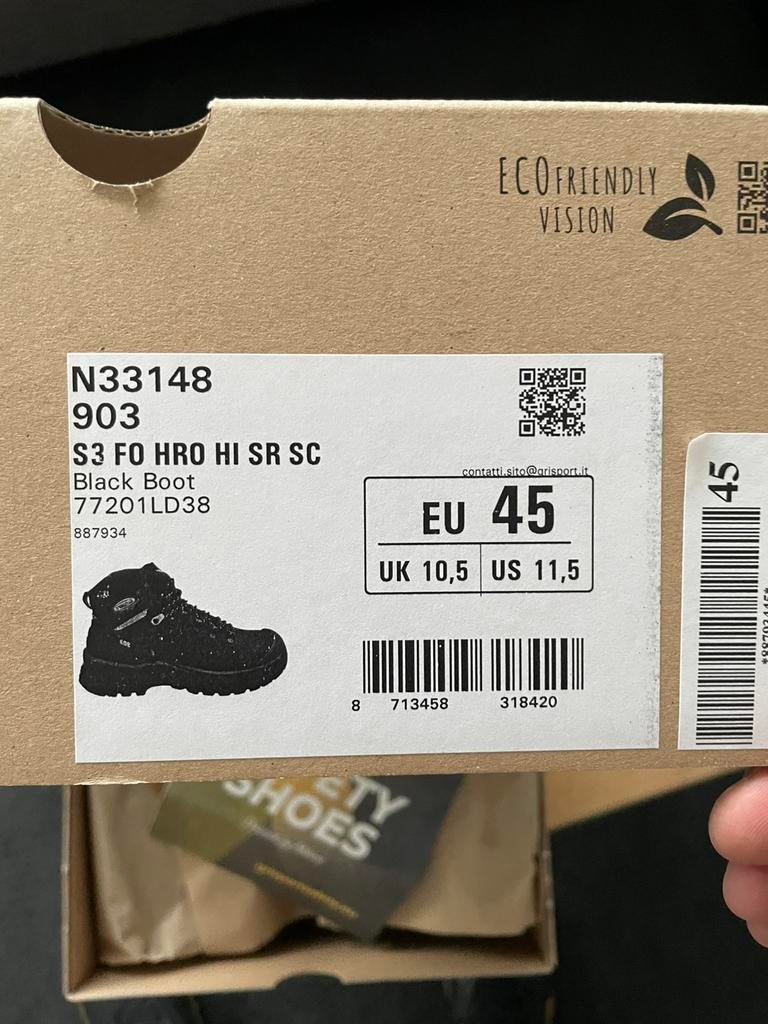 ECOFRIENDLY
VISION
N33148
903
S3 FO HRO HI SR SC
Black Boot
77201LD38
887934
contatti.sito@grisport.it
EU 45
UK 10,5 US 11,5
8 713458 318420
45
*88793445*
SHOES